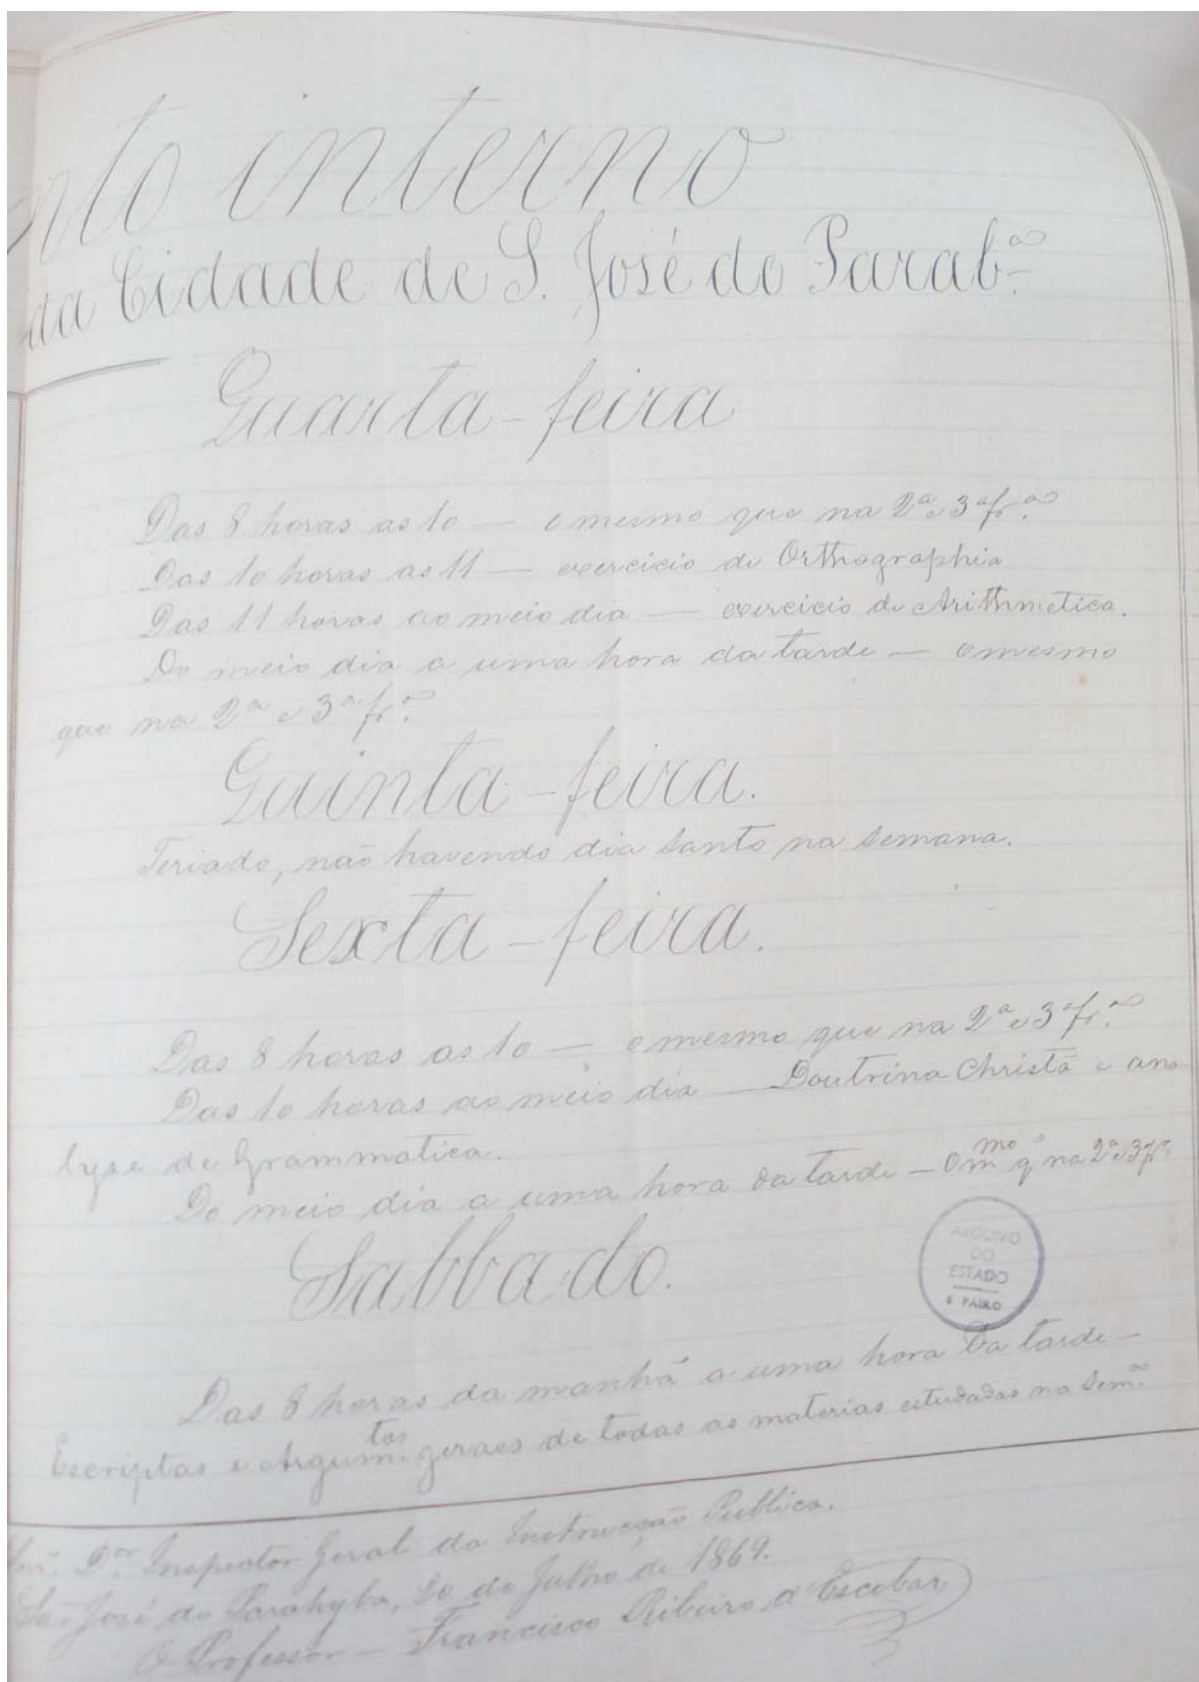 nto interno
da Cidade de S. José do Parab.ª
Quarta-feira
Das 8 horas as 10 — o mesmo que na 2ª e 3ª fr.ª
Das 10 horas as 11 — exercicio de Orthographia
Das 11 horas ao meio dia — exercicio de Arithmetica.
Do meio dia a uma hora da tarde — o mesmo
que na 2ª e 3ª fr.ª
Quinta-feira.
Feriado, não havendo dia Santo na Semana.
Sexta-feira.
Das 8 horas as 10 — o mesmo que na 2ª e 3ª fr.ª
Das 10 horas ao meio dia — Doutrina Christã e ana
lyse de Grammatica.
Do meio dia a uma hora da tarde — O m.mo q̃ na 2ª e 3ª fr.ª
Sabbado.
ARQUIVO
DO
ESTADO
S. PAULO
Das 8 horas da manhã a uma hora da tarde —
Escriptas e Argum.tos geraes de todas as materias estudadas na Sem.ª
D.or Inspector Geral da Instrucção Publica.
São José do Parahyba, de Julho de 1869.
O Professor — Francisco Ribeiro d'Escobar